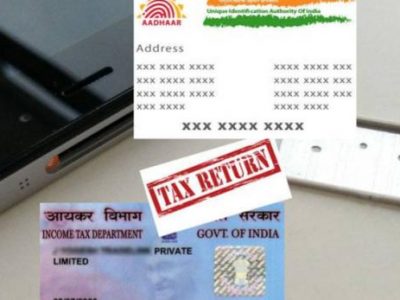 Unique Identification Authority Of India
AADHAAR
Address
xxx xxxx xxxx xxx xxxx xxxx
xxx xxxx xxxx xxx xxxx xxxx
xxx xxxx xxxx xxx xxxx xxxx
xxx xxxx xxxx xxx xxxx xxxx
xxx xxxx xxxx
TAX RETURN
आयकर विभाग सरकार
INCOME TAX DEPARTMENT GOVT. OF INDIA
PRIVATE
LIMITED